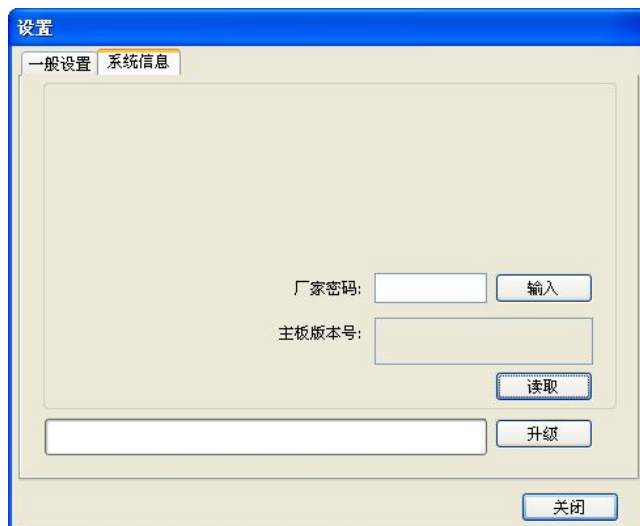 设置
一般设置 系统信息
厂家密码: 输入
主板版本号:
读取
升级
关闭